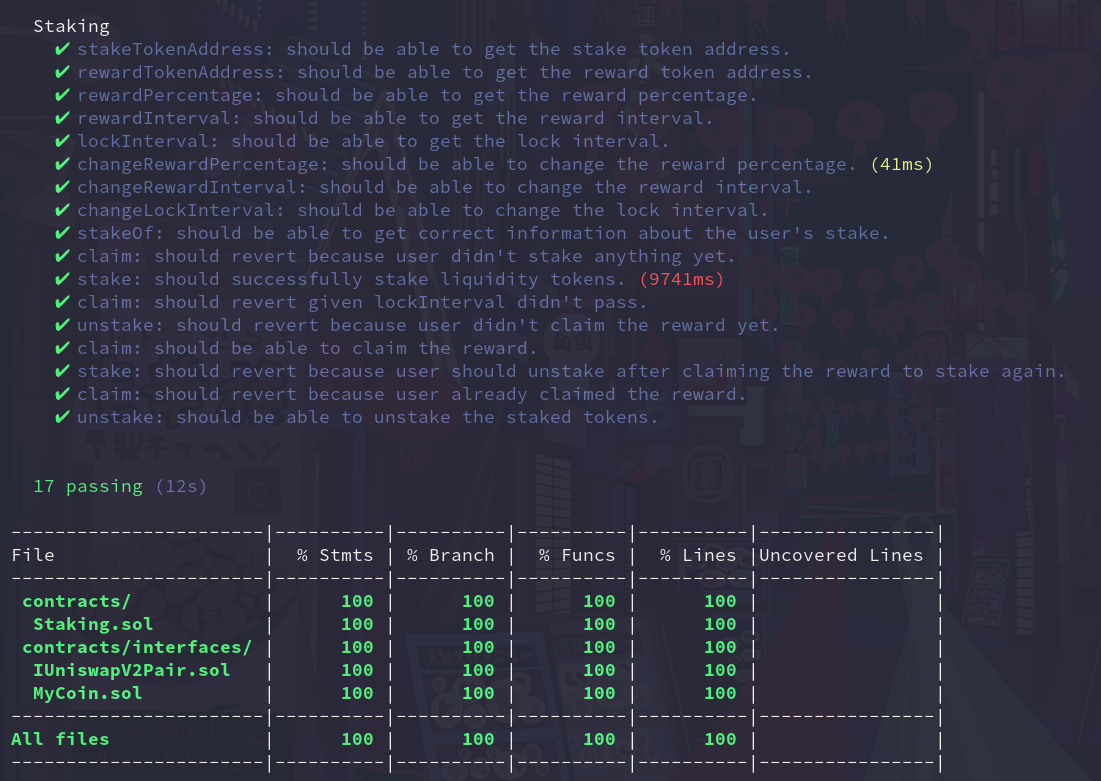 Staking
✔ stakeTokenAddress: should be able to get the stake token address.
✔ rewardTokenAddress: should be able to get the reward token address.
✔ rewardPercentage: should be able to get the reward percentage.
✔ rewardInterval: should be able to get the reward interval.
✔ lockInterval: should be able to get the lock interval.
✔ changeRewardPercentage: should be able to change the reward percentage. (41ms)
✔ changeRewardInterval: should be able to change the reward interval.
✔ changeLockInterval: should be able to change the lock interval.
✔ stakeOf: should be able to get correct information about the user's stake.
✔ claim: should revert because user didn't stake anything yet.
✔ stake: should successfully stake liquidity tokens. (9741ms)
✔ claim: should revert given lockInterval didn't pass.
✔ unstake: should revert because user didn't claim the reward yet.
✔ claim: should be able to claim the reward.
✔ stake: should revert because user should unstake after claiming the reward to stake again.
✔ claim: should revert because user already claimed the reward.
✔ unstake: should be able to unstake the staked tokens.
17 passing (12s)
File | % Stmts | % Branch | % Funcs | % Lines |Uncovered Lines |
contracts/ | 100 | 100 | 100 | 100 | |
Staking.sol | 100 | 100 | 100 | 100 | |
contracts/interfaces/ | 100 | 100 | 100 | 100 | |
IUniswapV2Pair.sol | 100 | 100 | 100 | 100 | |
MyCoin.sol | 100 | 100 | 100 | 100 | |
All files | 100 | 100 | 100 | 100 | |